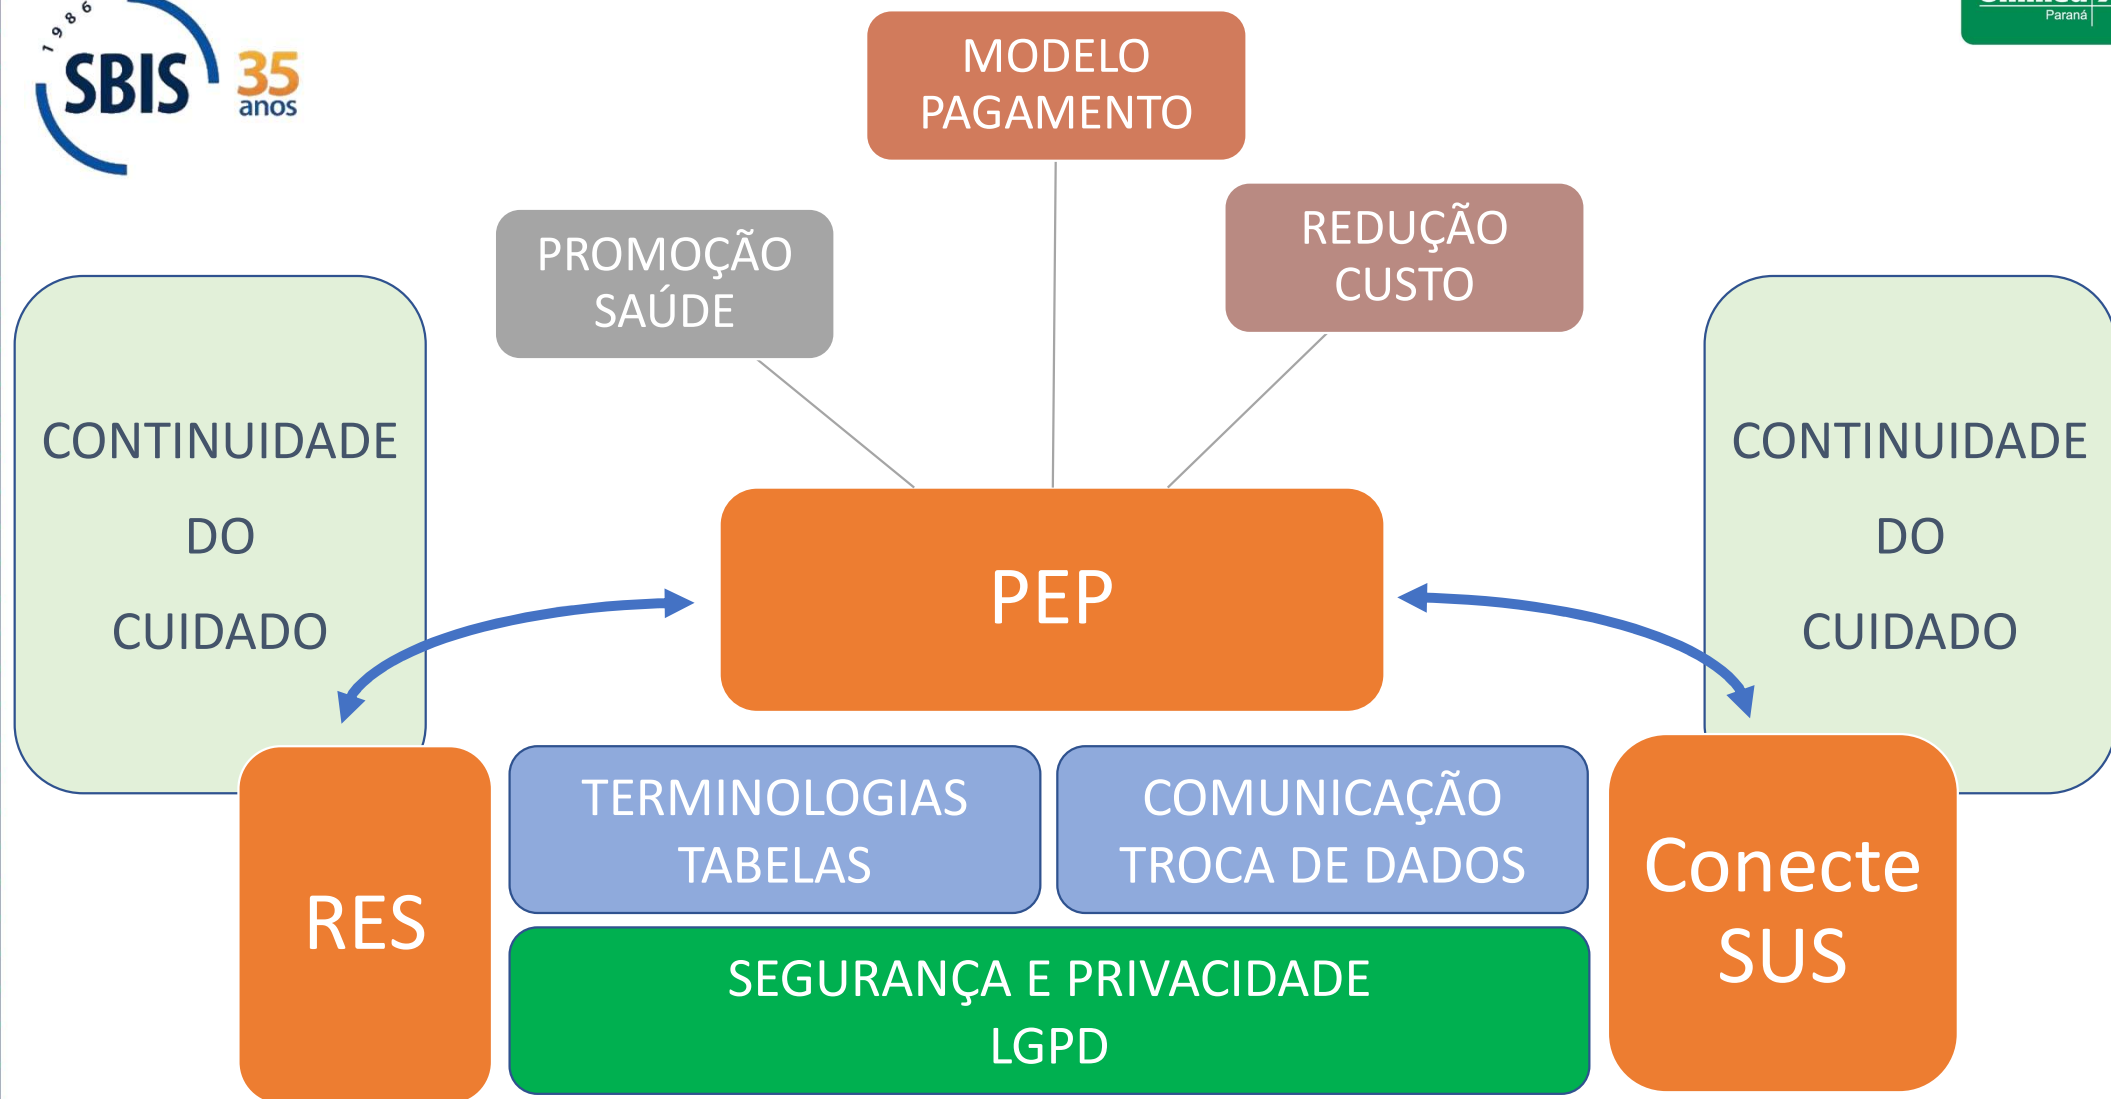 1986
SBIS
35
anos
Paraná
MODELO
PAGAMENTO
PROMOÇÃO
SAÚDE
REDUÇÃO
CUSTO
CONTINUIDADE
DO
CUIDADO
CONTINUIDADE
DO
CUIDADO
PEP
TERMINOLOGIAS
TABELAS
COMUNICAÇÃO
TROCA DE DADOS
RES
Conecte
SUS
SEGURANÇA E PRIVACIDADE
LGPD